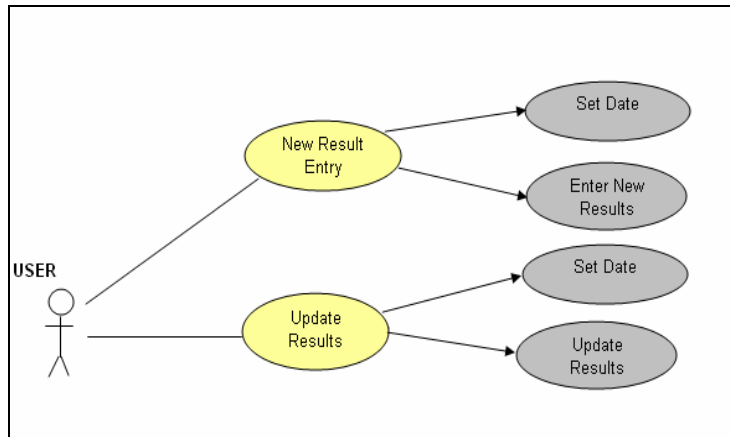 Set Date
New Result
Entry
Enter New
Results
USER
Set Date
Update
Results
Update
Results